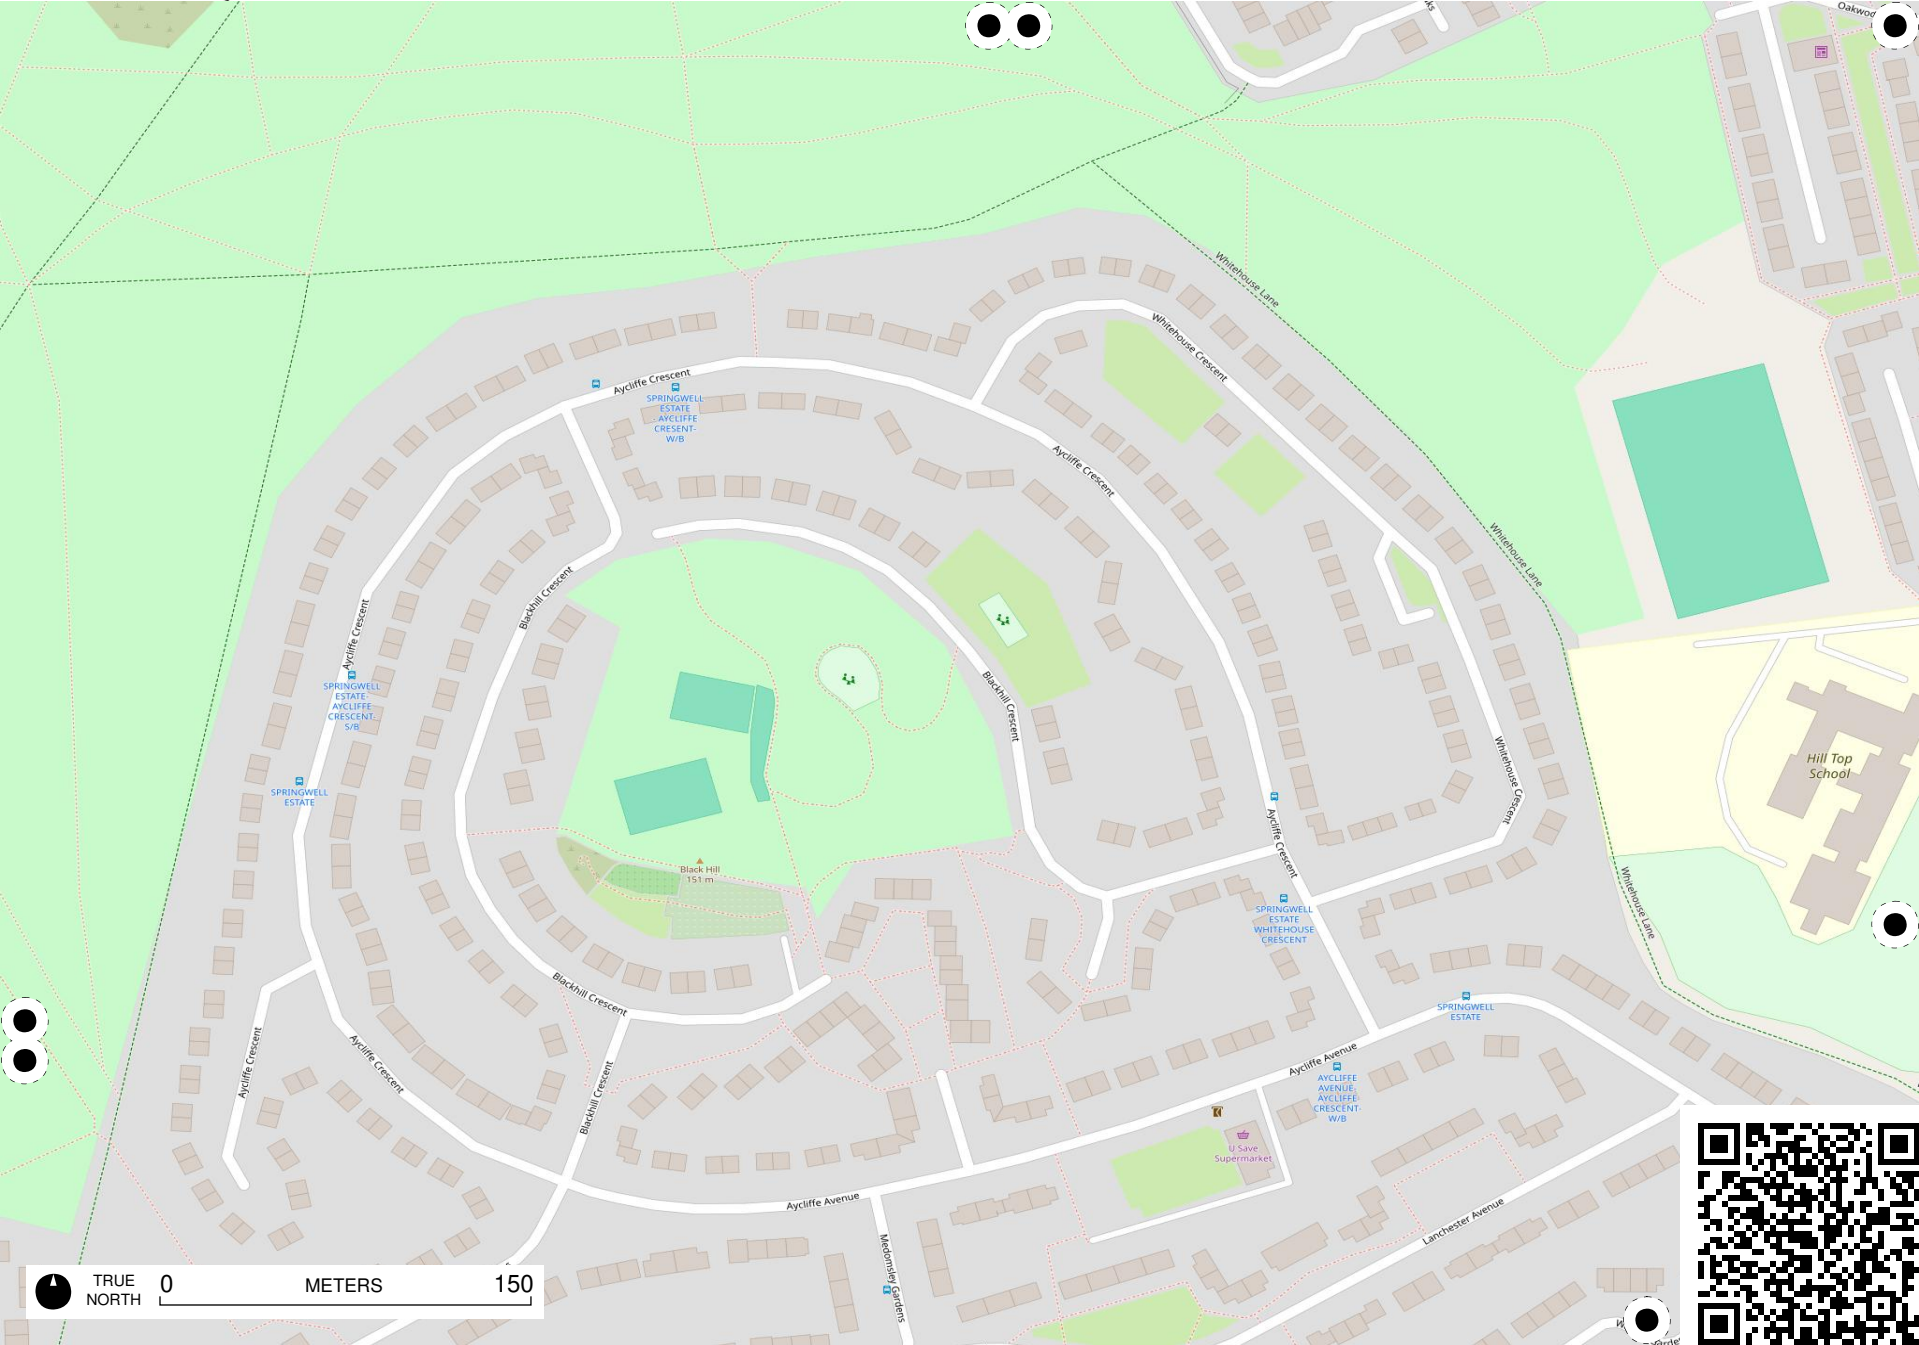 Oakwoo
Whitehouse Lane
Whitehouse Crescent
Aycliffe Crescent
SPRINGWELL
ESTATE
- AYCLIFFE
CRESENT-
W/B
Aycliffe Crescent
Whitehouse Lane
Blackhill Crescent
Aycliffe Crescent
SPRINGWELL
ESTATE-
AYCLIFFE
CRESCENT-
S/B
Blackhill Crescent
Whitehouse Crescent
Hill Top
School
SPRINGWELL
ESTATE
Aycliffe Crescent
Black Hill
151 m
Whitehouse Lane
SPRINGWELL
ESTATE
WHITEHOUSE
CRESCENT
Blackhill Crescent
SPRINGWELL
ESTATE
Aycliffe Crescent
Aycliffe Crescent
Aycliffe Avenue
Blackhill Crescent
AYCLIFFE
AVENUE-
AYCLIFFE
CRESCENT-
W/B
U Save
Supermarket
Aycliffe Avenue
Lanchester Avenue
Medomsley Gardens
TRUE
NORTH
0 METERS 150